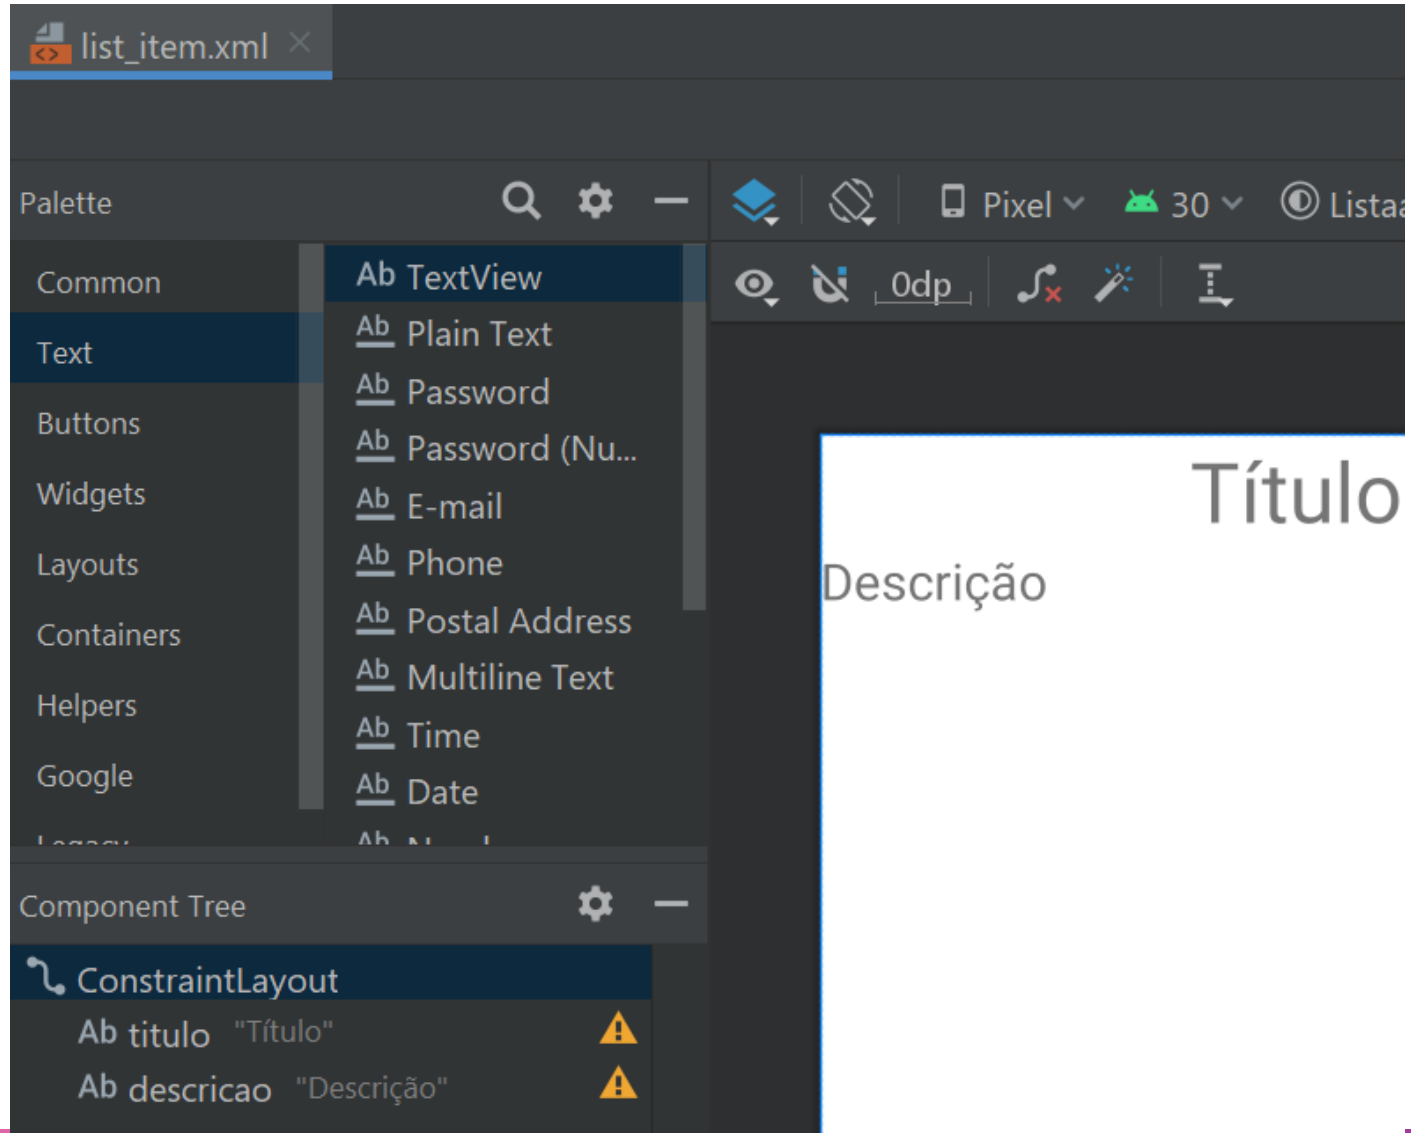 list_item.xml
Palette
Pixel
30
Common
Text
Buttons
Widgets
Layouts
Containers
Helpers
Google
Legacy
Ab TextView
Ab Plain Text
Ab Password
Ab Password (Nu...
Ab E-mail
Ab Phone
Ab Postal Address
Ab Multiline Text
Ab Time
Ab Date
Ab
0dp
Título
Descrição
Component Tree
ConstraintLayout
Ab titulo "Título"
Ab descricao "Descrição"